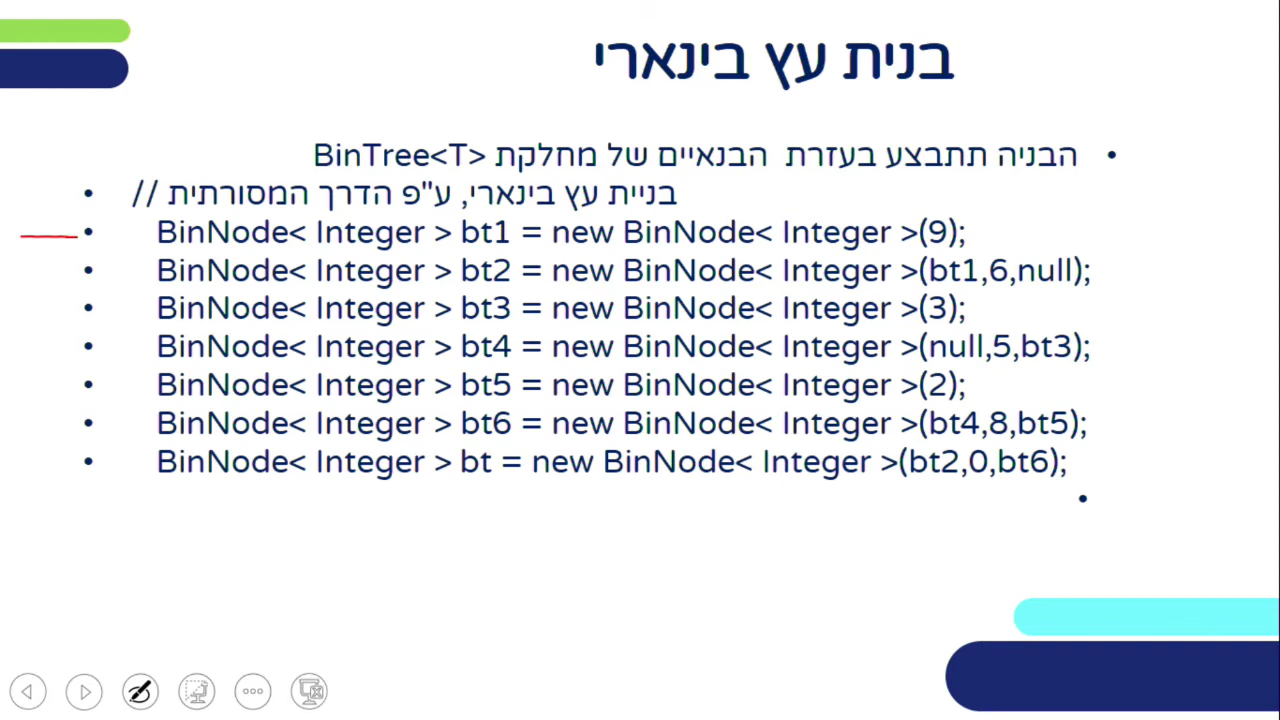 בנית עץ בינארי
הבניה תתבצע בעזרת הבנאיים של מחלקת BinTree<T>
// בניית עץ בינארי, ע"פ הדרך המסורתית
BinNode< Integer > bt1 = new BinNode< Integer >(9);
BinNode< Integer > bt2 = new BinNode< Integer >(bt1,6,null);
BinNode< Integer > bt3 = new BinNode< Integer >(3);
BinNode< Integer > bt4 = new BinNode< Integer >(null,5,bt3);
BinNode< Integer > bt5 = new BinNode< Integer >(2);
BinNode< Integer > bt6 = new BinNode< Integer >(bt4,8,bt5);
BinNode< Integer > bt = new BinNode< Integer >(bt2,0,bt6);